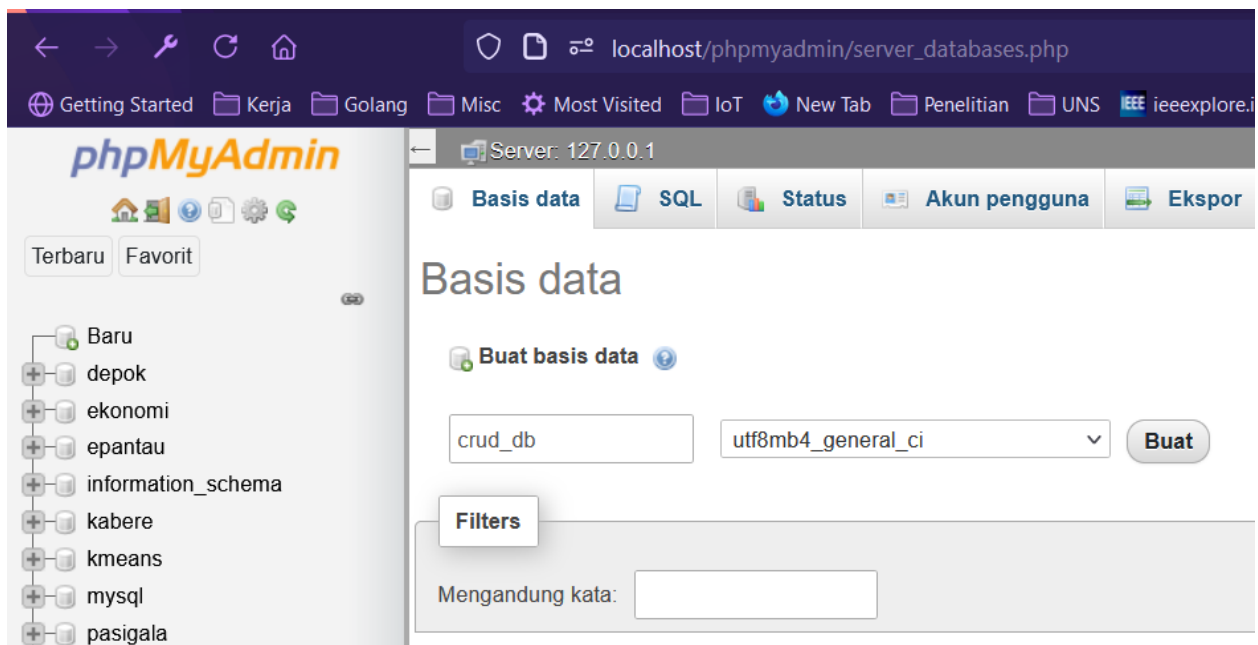 localhost/phpmyadmin/server_databases.php
Getting Started Kerja Golang Misc Most Visited IoT New Tab Penelitian UNS IEEE ieeexplore.i
phpMyAdmin
Terbaru Favorit
Baru
depok
ekonomi
epantau
information_schema
kabere
kmeans
mysql
pasigala
Server: 127.0.0.1
Basis data SQL Status Akun pengguna Ekspor
Basis data
Buat basis data
crud_db utf8mb4_general_ci Buat
Filters
Mengandung kata: